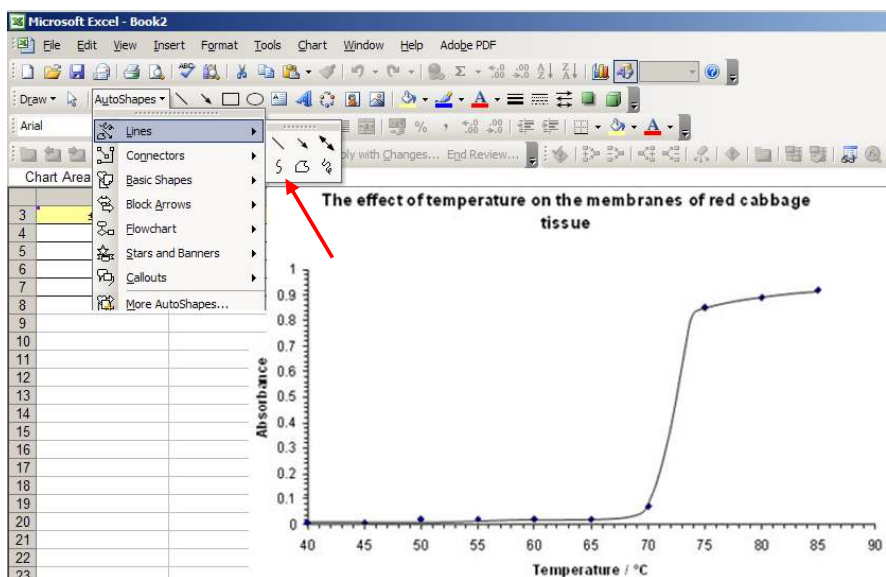 Microsoft Excel - Book2
File Edit View Insert Format Tools Chart Window Help Adobe PDF
Draw AutoShapes
Arial
Lines
Connectors
Basic Shapes
Block Arrows
Flowchart
Stars and Banners
Callouts
More AutoShapes...
with Changes... End Review...
Chart Area
3
4
5
6
7
8
9
10
11
12
13
14
15
16
17
18
19
20
21
22
23
The effect of temperature on the membranes of red cabbage
tissue
Absorbance
1
0.9
0.8
0.7
0.6
0.5
0.4
0.3
0.2
0.1
0
40 45 50 55 60 65 70 75 80 85 90
Temperature / °C